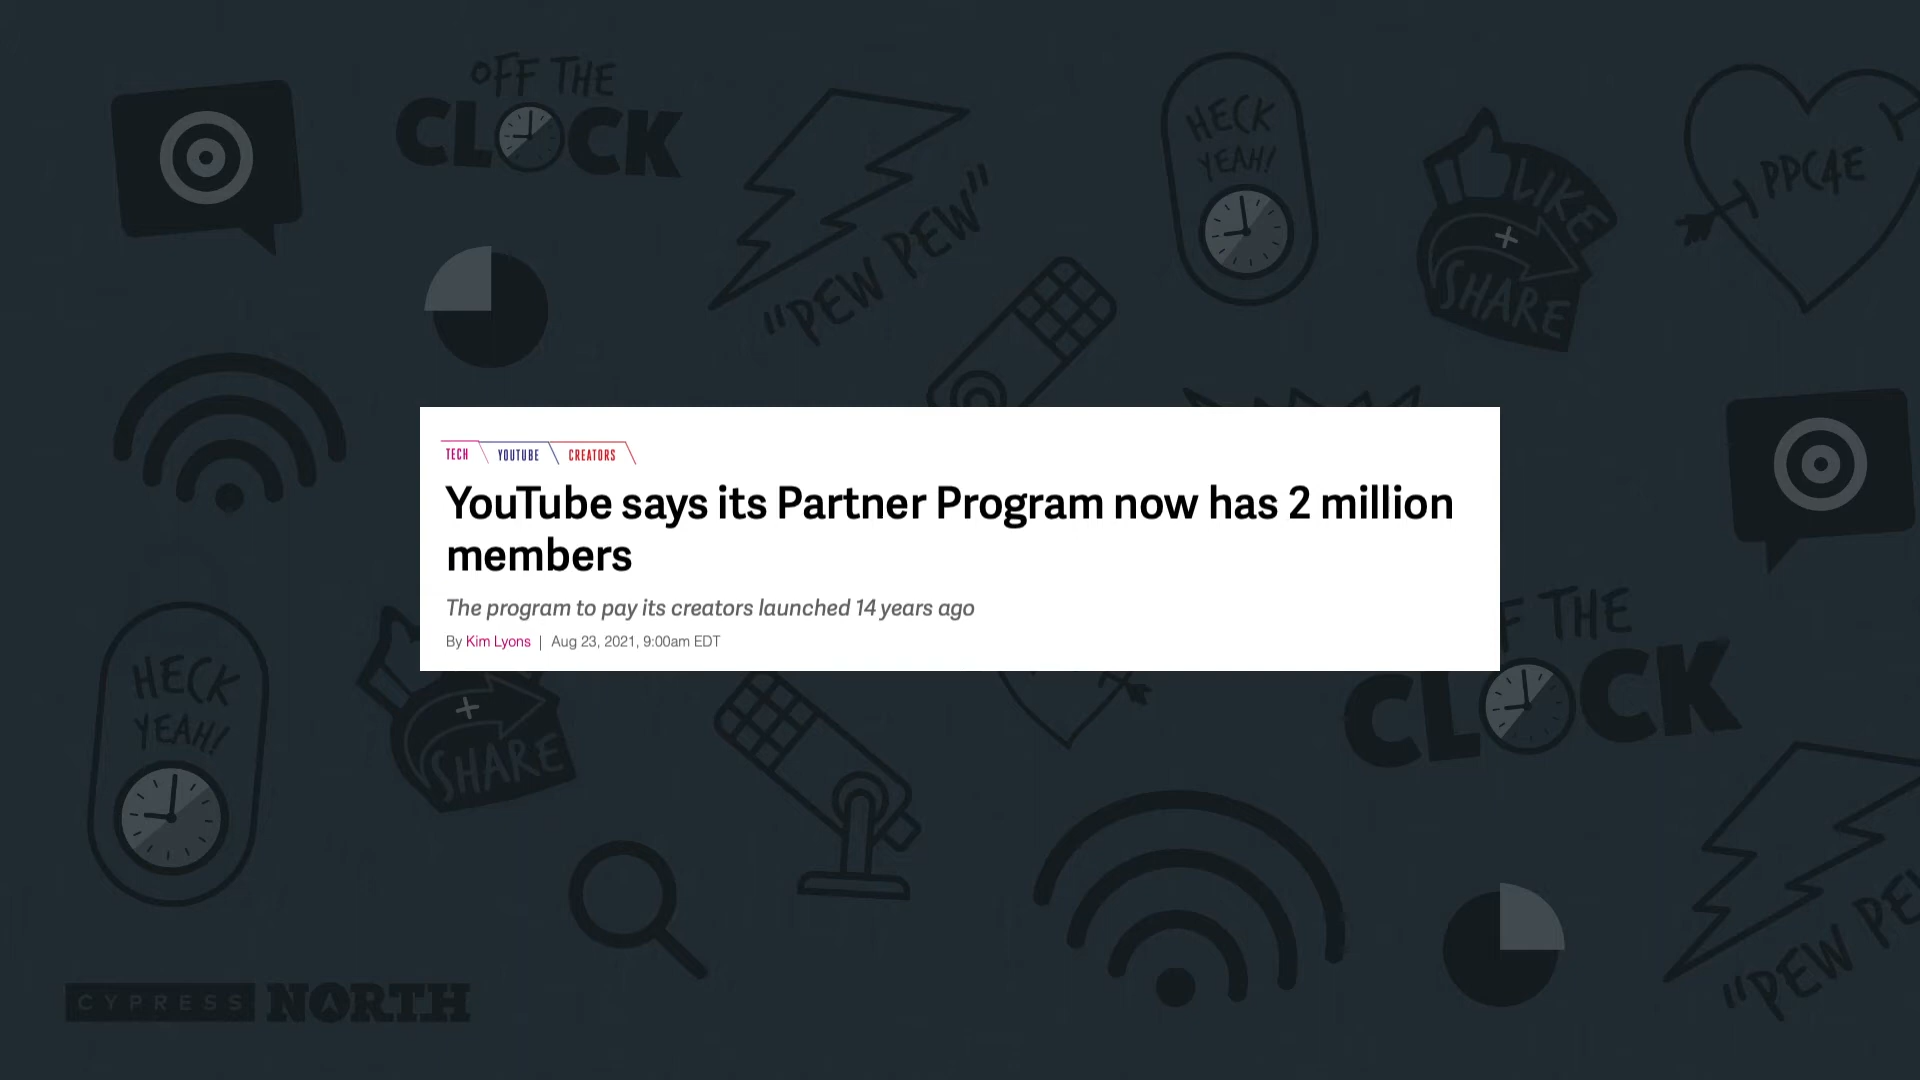 OFF THE
CLOCK
HECK
YEAH!
LIKE
+
SHARE
PPC4E
"PEW PEW"
TECH
YOUTUBE
CREATORS
YouTube says its Partner Program now has 2 million
members
The program to pay its creators launched 14 years ago
By Kim Lyons | Aug 23, 2021, 9:00am EDT
F THE
CLOCK
HECK
YEAH!
+
SHARE
"PEW PEW
CYPRESS NORTH